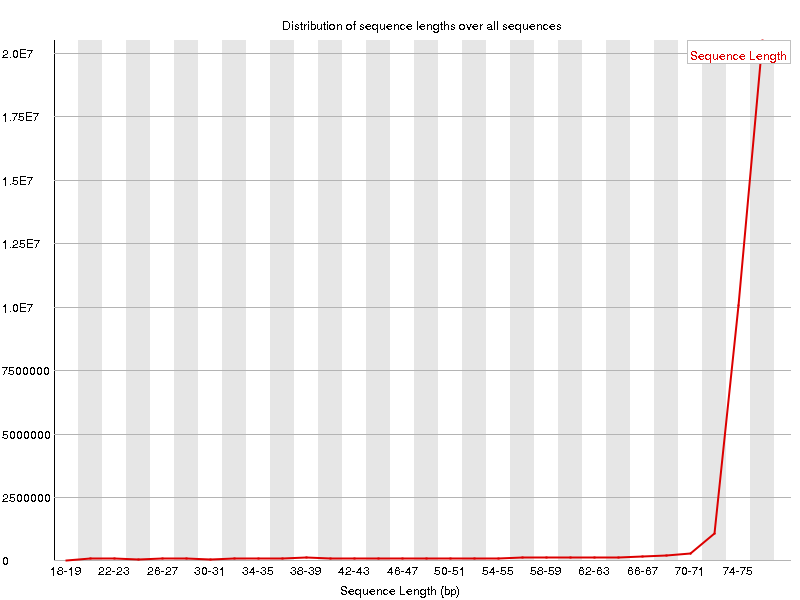 Distribution of sequence lengths over all sequences
Sequence Length
2.0E7
1.75E7
1.5E7
1.25E7
1.0E7
7500000
5000000
2500000
0
18-19 22-23 26-27 30-31 34-35 38-39 42-43 46-47 50-51 54-55 58-59 62-63 66-67 70-71 74-75
Sequence Length (bp)